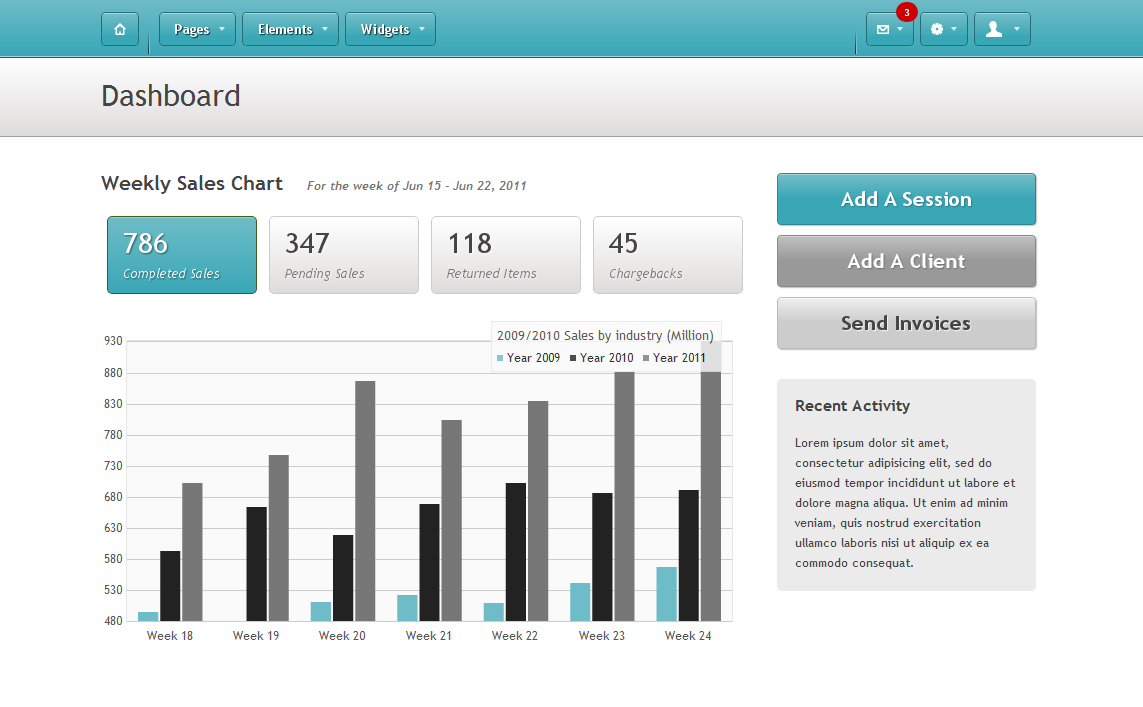 Pages Elements Widgets 3
Dashboard
Weekly Sales Chart For the week of Jun 15 - Jun 22, 2011
786
Completed Sales
347
Pending Sales
118
Returned Items
45
Chargebacks
2009/2010 Sales by industry (Million)
Year 2009 Year 2010 Year 2011
930
880
830
780
730
680
630
580
530
480
Week 18 Week 19 Week 20 Week 21 Week 22 Week 23 Week 24
Add A Session
Add A Client
Send Invoices
Recent Activity
Lorem ipsum dolor sit amet,
consectetur adipisicing elit, sed do
eiusmod tempor incididunt ut labore et
dolore magna aliqua. Ut enim ad minim
veniam, quis nostrud exercitation
ullamco laboris nisi ut aliquip ex ea
commodo consequat.